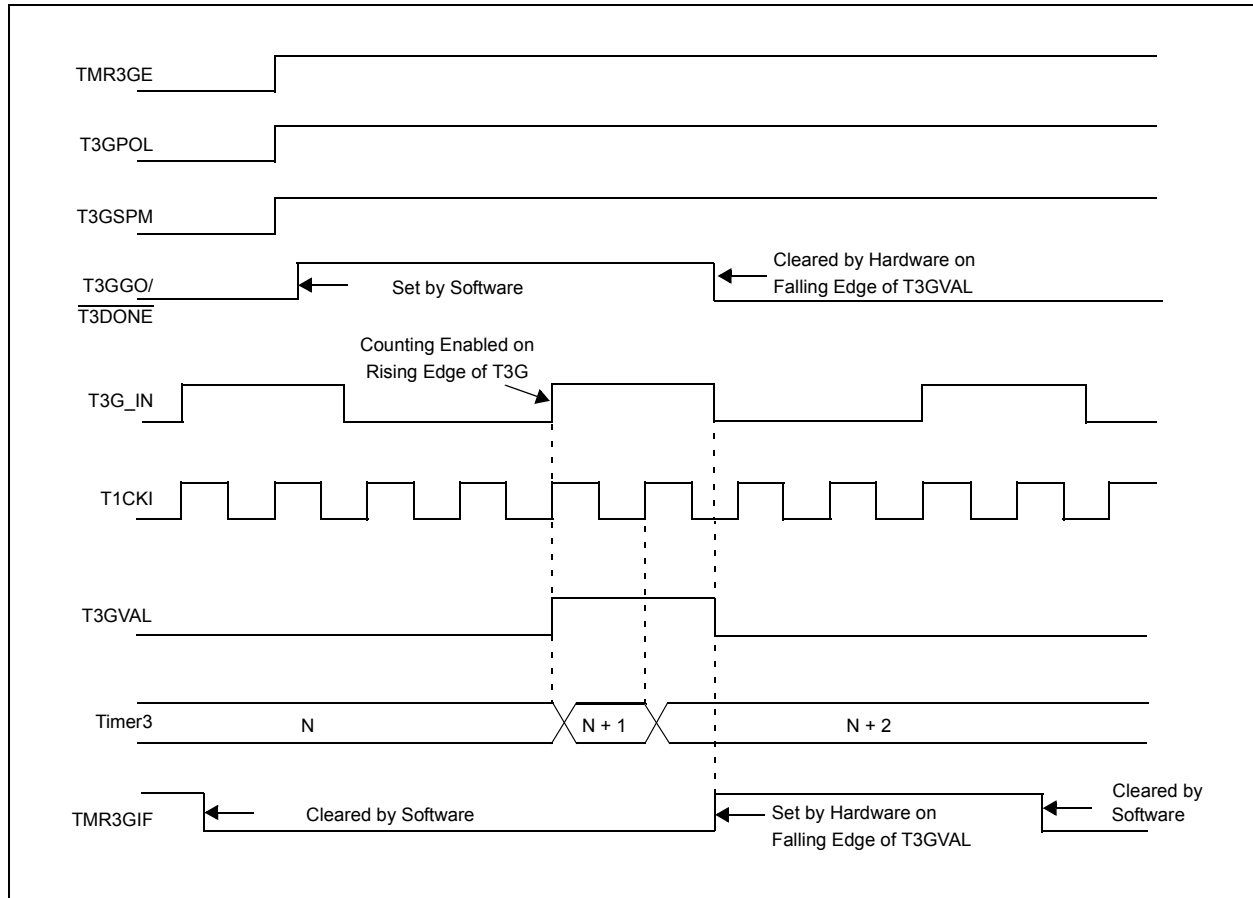 TMR3GE
T3GPOL
T3GSPM
T3GGO/
T3DONE
Set by Software
Cleared by Hardware on
Falling Edge of T3GVAL
Counting Enabled on
Rising Edge of T3G
T3G_IN
T1CKI
T3GVAL
Timer3
N
N + 1
N + 2
TMR3GIF
Cleared by Software
Set by Hardware on
Falling Edge of T3GVAL
Cleared by
Software